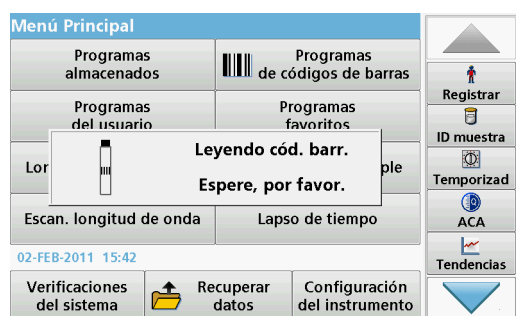 Menú Principal
Programas
almacenados
Programas
de códigos de barras
Programas
del usuario
Programas
favoritos
Leyendo cód. barr.
Espere, por favor.
Lon
ple
Escan. longitud de onda
Lapso de tiempo
02-FEB-2011 15:42
Verificaciones
del sistema
Recuperar
datos
Configuración
del instrumento
Registrar
ID muestra
Temporizad
ACA
Tendencias